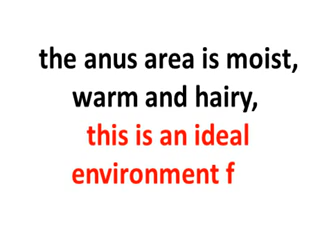 the anus area is moist,
warm and hairy,
this is an ideal
environment f